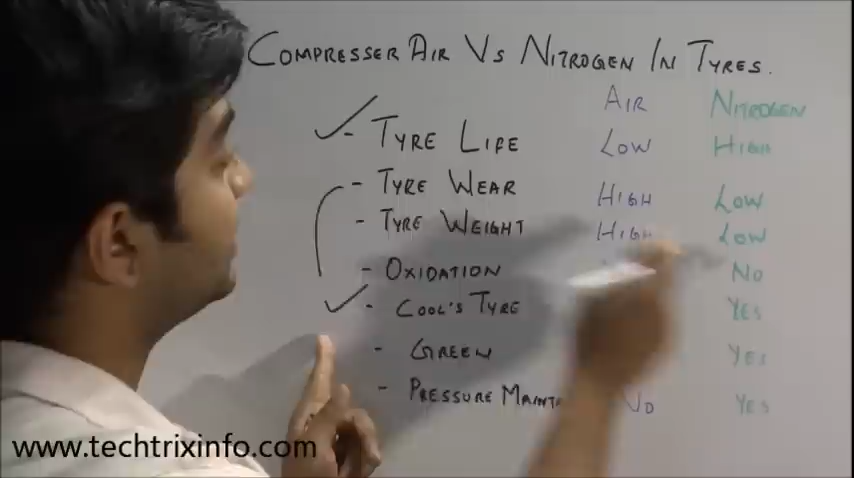 COMPRESSER AIR VS NITROGEN IN TYRES.
AIR NITROGEN
- TYRE LIFE LOW HIGH
- TYRE WEAR HIGH LOW
- TYRE WEIGHT HIGH LOW
- OXIDATION NO
- COOL'S TYRE YES
- GREEN YES
- PRESSURE NO YES
www.techtrixinfo.com